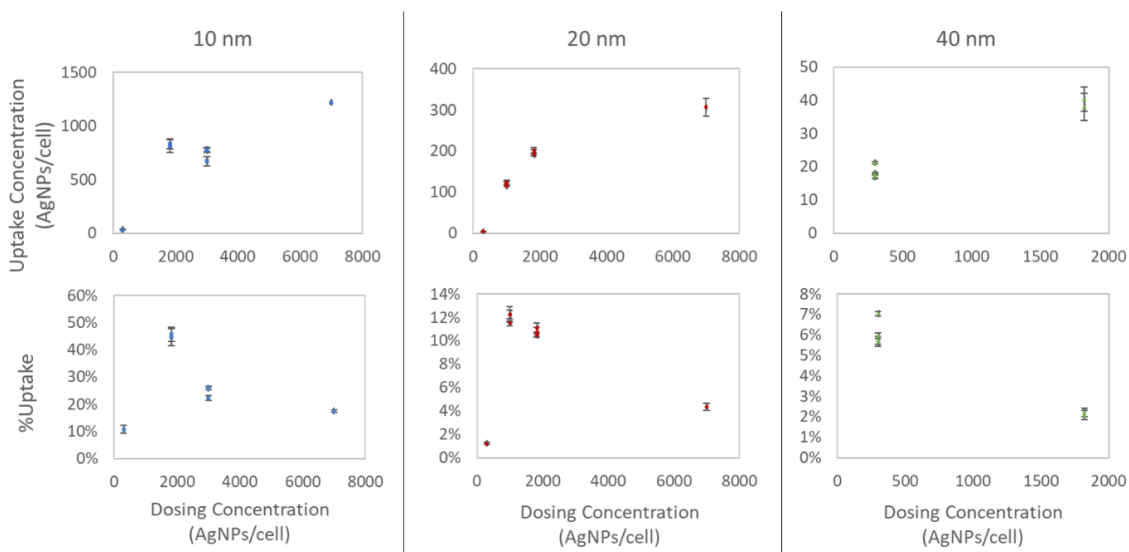 10 nm
20 nm
40 nm
Uptake Concentration
(AgNPs/cell)
1500
1000
500
0
0 2000 4000 6000 8000
400
300
200
100
0
0 2000 4000 6000 8000
50
40
30
20
10
0
0 500 1000 1500 2000
%Uptake
60%
50%
40%
30%
20%
10%
0%
0 2000 4000 6000 8000
Dosing Concentration
(AgNPs/cell)
14%
12%
10%
8%
6%
4%
2%
0%
0 2000 4000 6000 8000
Dosing Concentration
(AgNPs/cell)
8%
7%
6%
5%
4%
3%
2%
1%
0%
0 500 1000 1500 2000
Dosing Concentration
(AgNPs/cell)